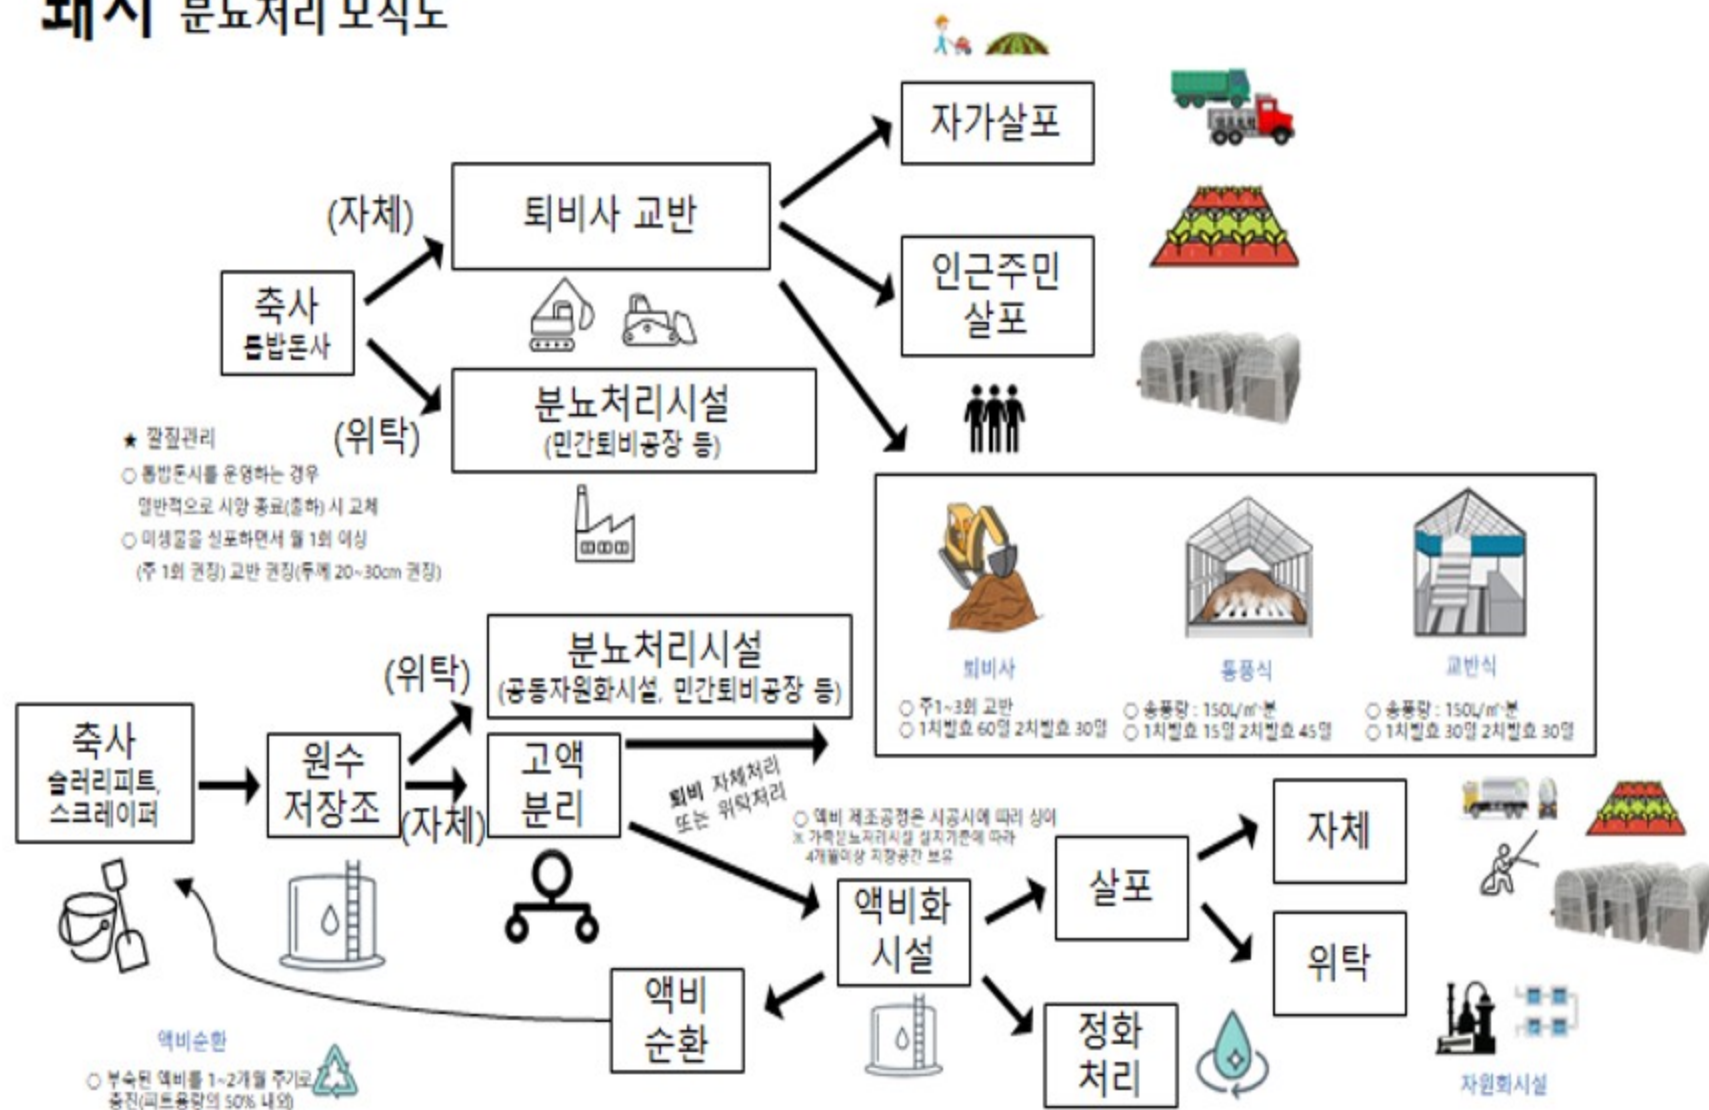 돼지 분뇨처리 모식도
자가살포
(자체)
퇴비사 교반
인근주민
살포
축사
톱밥돈사
(위탁)
분뇨처리시설
(민간퇴비공장 등)
★ 깔짚관리
○ 톱밥돈사를 운영하는 경우
일반적으로 사양 종료(출하) 시 교체
○ 미생물을 살포하면서 월 1회 이상
(주 1회 권장) 교반 권장(두께 20~30cm 권장)
퇴비사
○ 주1~3회 교반
○ 1차발효 60일 2차발효 30일
통풍식
○ 송풍량 : 150L/㎥·분
○ 1차발효 15일 2차발효 45일
교반식
○ 송풍량 : 150L/㎥·분
○ 1차발효 30일 2차발효 30일
(위탁)
분뇨처리시설
(공동자원화시설, 민간퇴비공장 등)
축사
슬러리피트,
스크레이퍼
원수
저장조
(자체)
고액
분리
퇴비 자체처리
또는 위탁처리
○ 액비 제조공정은 시공사에 따라 상이
※ 가축분뇨처리시설 설치기준에 따라
4개월이상 저장공간 보유
액비화
시설
살포
자체
위탁
액비
순환
정화
처리
자원화시설
액비순환
○ 부숙된 액비를 1~2개월 주기로
충진(피트용량의 50% 내외)